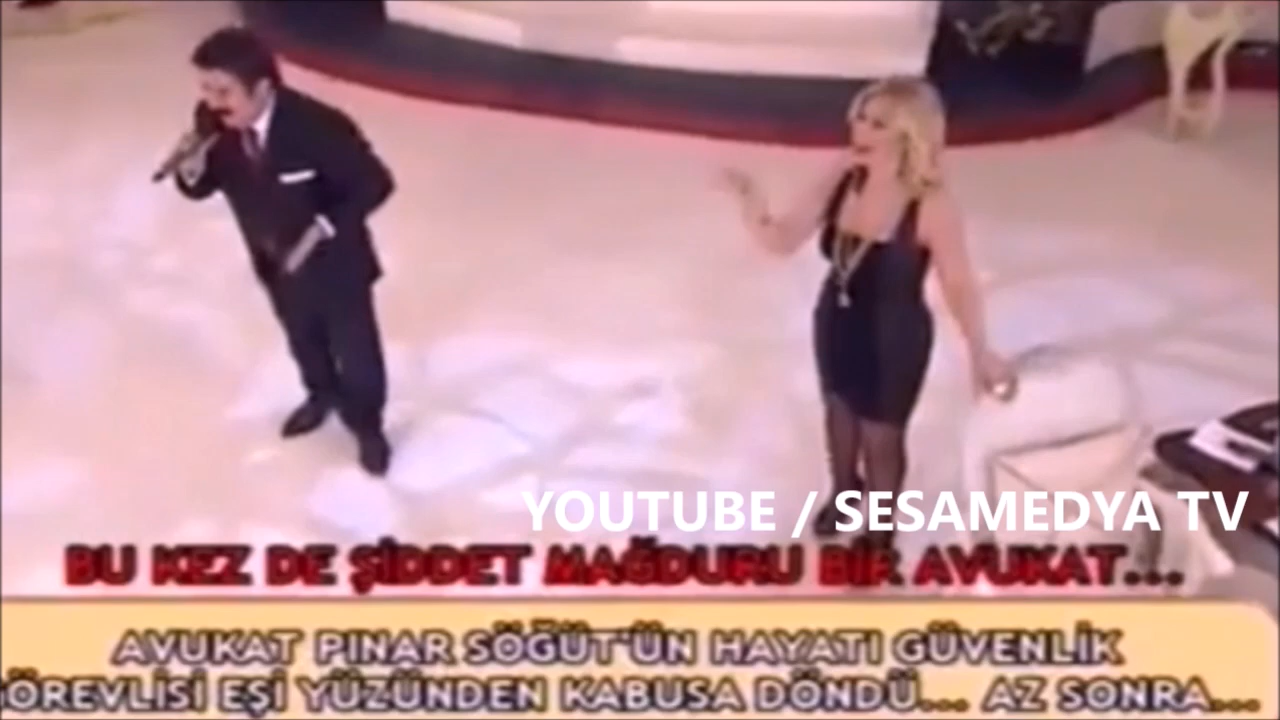 YOUTUBE / SESAMEDYA TV
BU KEZ DE ŞİDDET MAĞDURU BİR AVUKAT...
AVUKAT PINAR SÖĞÜT'ÜN HAYATI GÜVENLİK
GÖREVLİSİ EŞİ YÜZÜNDEN KABUSA DÖNDÜ... AZ SONRA...